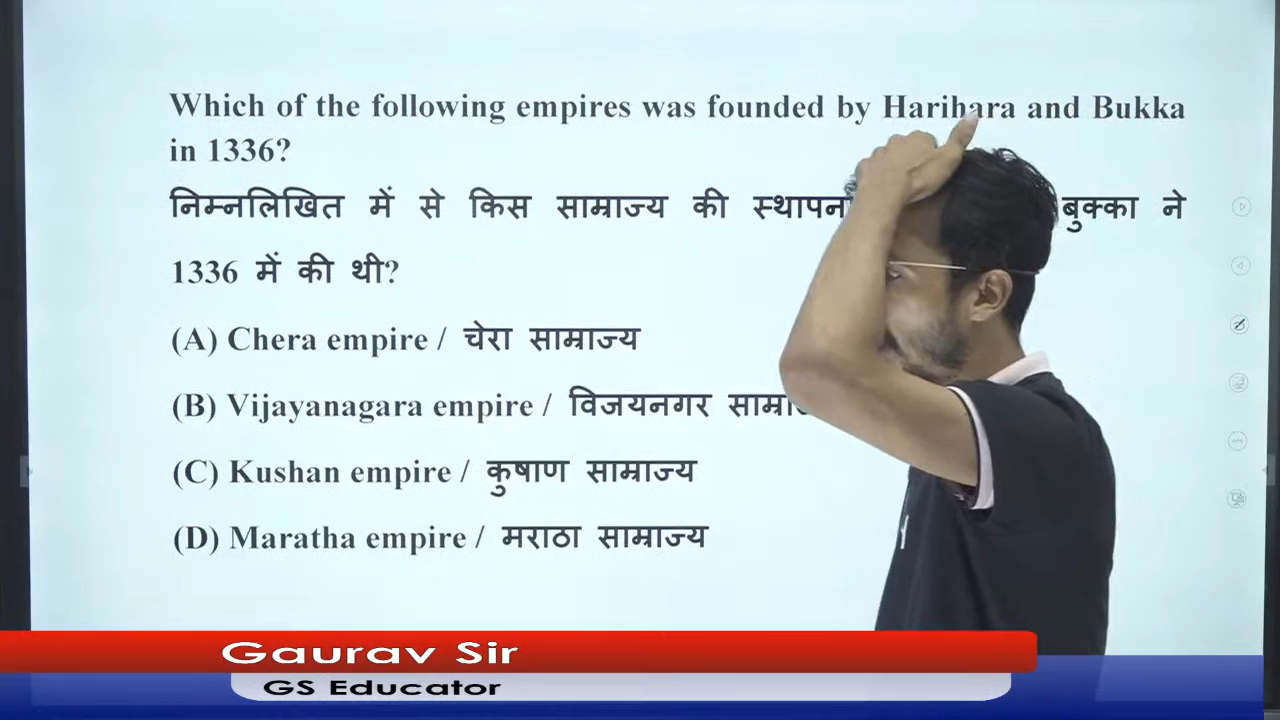 Which of the following empires was founded by Harihara and Bukka
in 1336?
निम्नलिखित में से किस साम्राज्य की स्थापना बुक्का ने
1336 में की थी?
(A) Chera empire / चेरा साम्राज्य
(B) Vijayanagara empire / विजयनगर
(C) Kushan empire / कुषाण साम्राज्य
(D) Maratha empire / मराठा साम्राज्य
Gaurav Sir
GS Educator